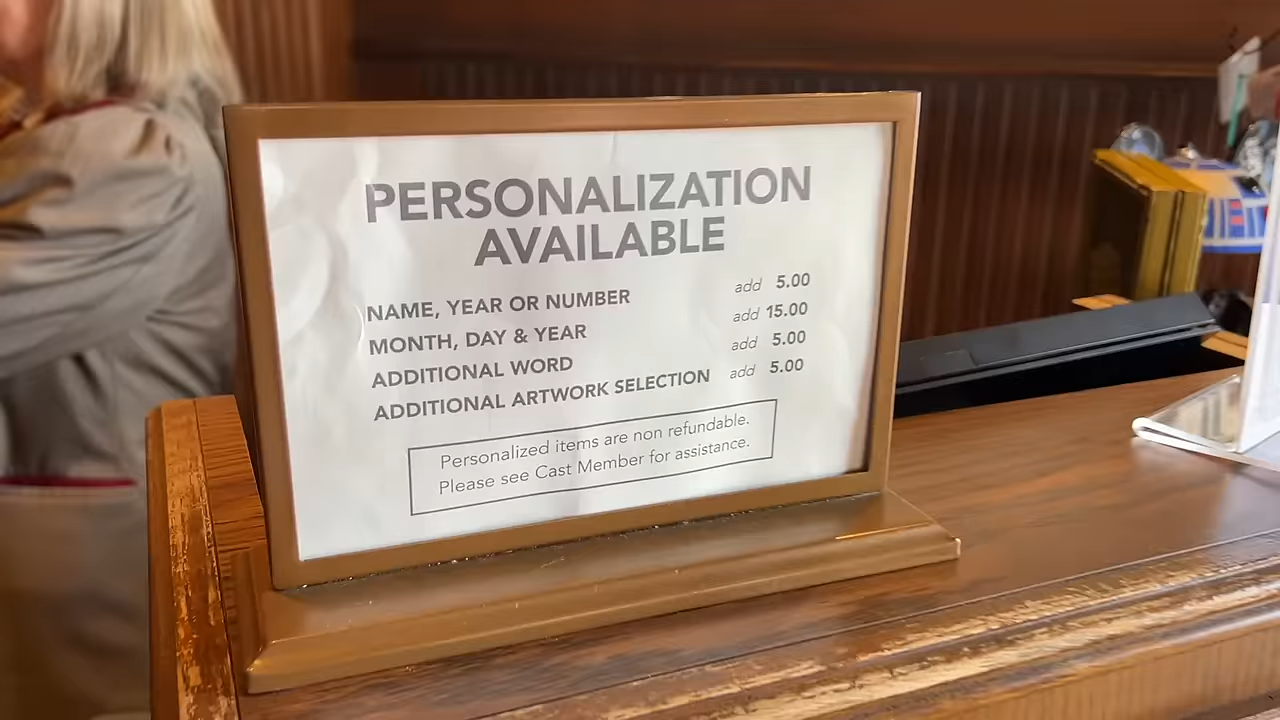 PERSONALIZATION
AVAILABLE
NAME, YEAR OR NUMBER add 5.00
MONTH, DAY & YEAR add 15.00
ADDITIONAL WORD add 5.00
ADDITIONAL ARTWORK SELECTION add 5.00
Personalized items are non refundable.
Please see Cast Member for assistance.